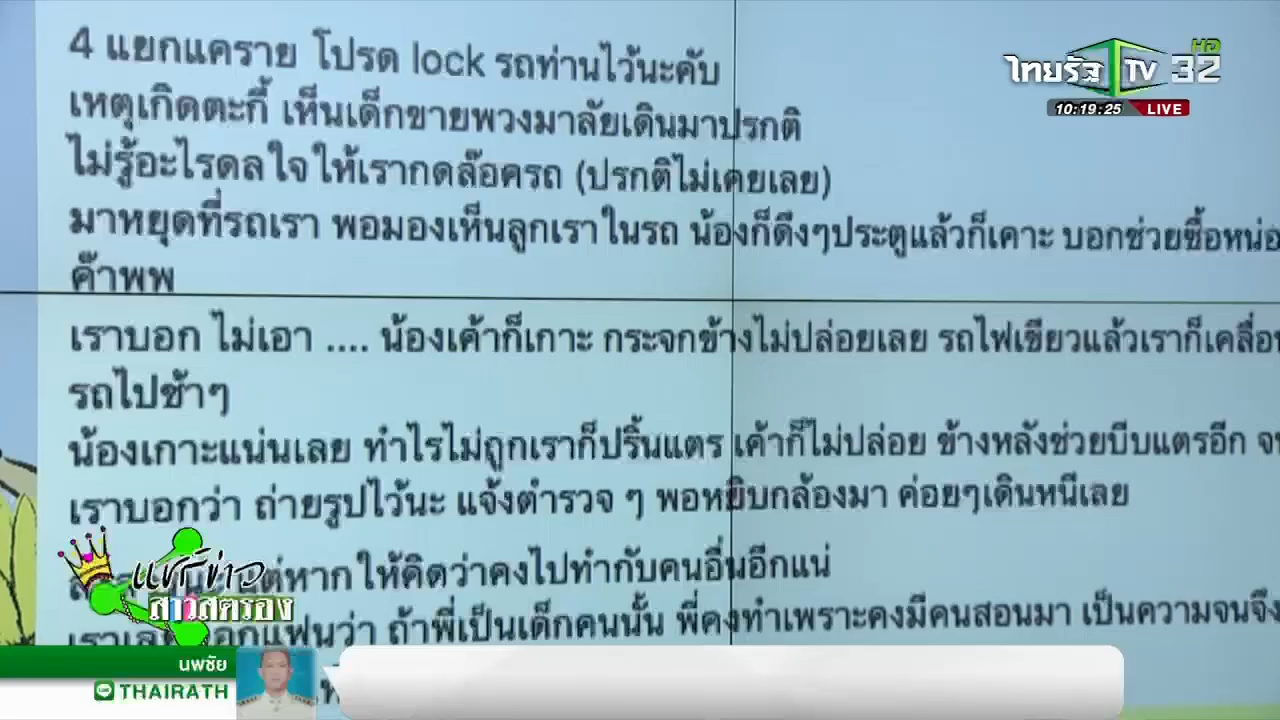 4 แยกแคราย โปรด lock รถท่านไว้นะคับ
เหตุเกิดตะกี้ เห็นเด็กขายพวงมาลัยเดินมาปรกติ
ไม่รู้อะไรดลใจ ให้เรากดล๊อครถ (ปรกติไม่เคยเลย)
มาหยุดที่รถเรา พอมองเห็นลูกเราในรถ น้องก็ดึงๆประตูแล้วก็เคาะ บอกช่วยซื้อหน่อ
ค๊าพพ
เราบอก ไม่เอา .... น้องเค้าก็เกาะ กระจกข้างไม่ปล่อยเลย รถไฟเขียวแล้วเราก็เคลื่อ
รถไปช้าๆ
น้องเกาะแน่นเลย ทำไรไม่ถูกเราก็ปริ้นแตร เค้าก็ไม่ปล่อย ข้างหลังช่วยบีบแตรอีก
เราบอกว่า ถ่ายรูปไว้นะ แจ้งตำรวจ ๆ พอหยิบกล้องมา ค่อยๆเดินหนีเลย
ต่หาก ให้คิดว่าคงไปทำกับคนอื่นอีกแน่
อกแฟนว่า ถ้าพี่เป็นเด็กคนนั้น พี่คงทำเพราะคงมีคนสอนมา เป็นความจนจึง
ไทยรัฐ TV 32 HD
10:19:25 LIVE
แชร์ข่าว
สาวสตรอง
นพชัย
THAIRATH